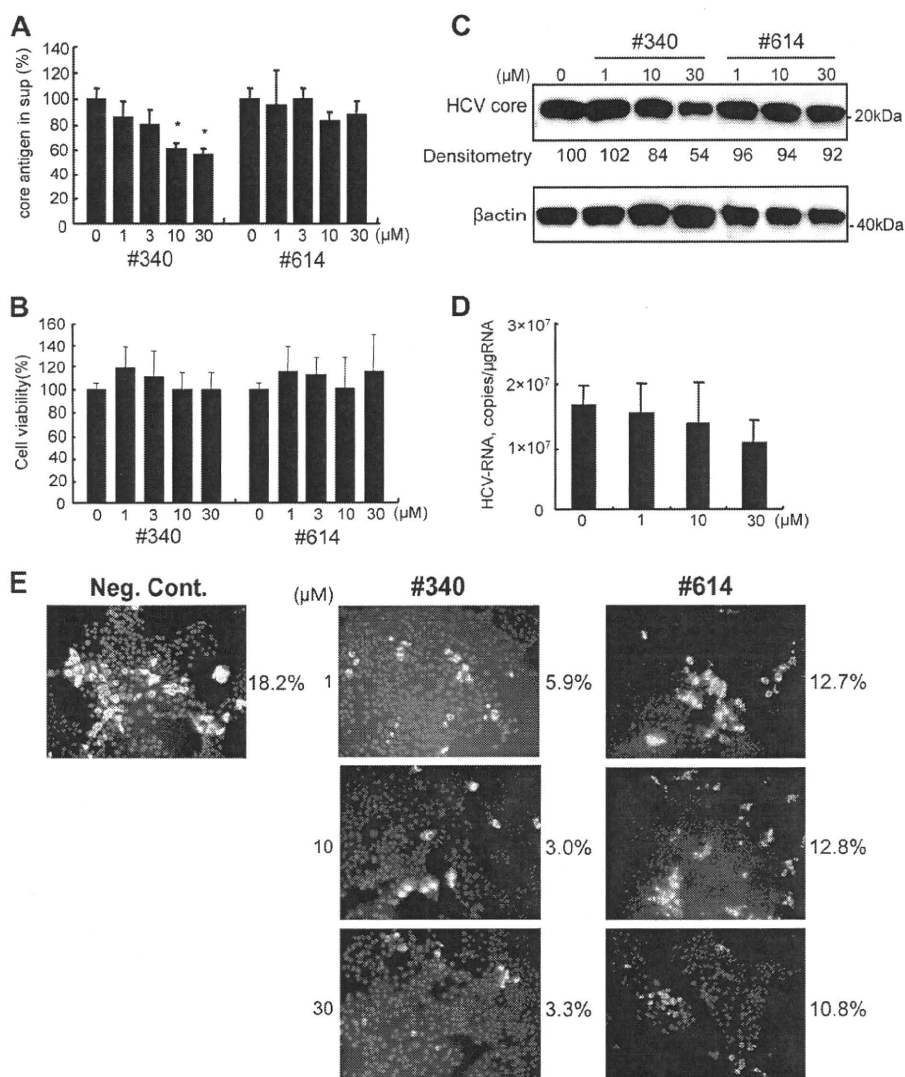 A
core antigen in sup (%)
140
120
100
80
60
40
20
0
* *
0 1 3 10 30 (μM)
0 1 3 10 30 (μM)
#340 #614
B
Cell viability(%)
160
140
120
100
80
60
40
20
0
0 1 3 10 30
0 1 3 10 30 (μM)
#340 #614
C
#340 #614
(μM) 0 1 10 30 1 10 30
HCV core
-20kDa
Densitometry 100 102 84 54 96 94 92
βactin
-40kDa
D
HCV-RNA, copies/μgRNA
3×10⁷
2×10⁷
1×10⁷
0
0 1 10 30 (μM)
E
Neg. Cont. (μM) #340 #614
18.2% 1 5.9% 12.7%
10 3.0% 12.8%
30 3.3% 10.8%